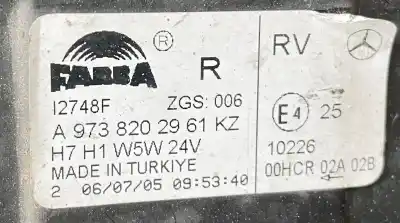 FARBA ® R
I2748F ZGS: 006
A 973 820 29 61 KZ
H7 H1 W5W 24V
MADE IN TURKIYE
2 06/07/05 09:53:40
RV ®
E4 25
10226
00HCR 02A 02B